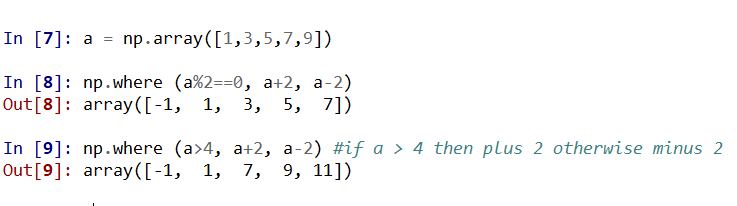 In [7]: a = np.array([1,3,5,7,9])
In [8]: np.where (a%2==0, a+2, a-2)
Out[8]: array([-1,  1,  3,  5,  7])
In [9]: np.where (a>4, a+2, a-2) #if a > 4 then plus 2 otherwise minus 2
Out[9]: array([-1,  1,  7,  9, 11])